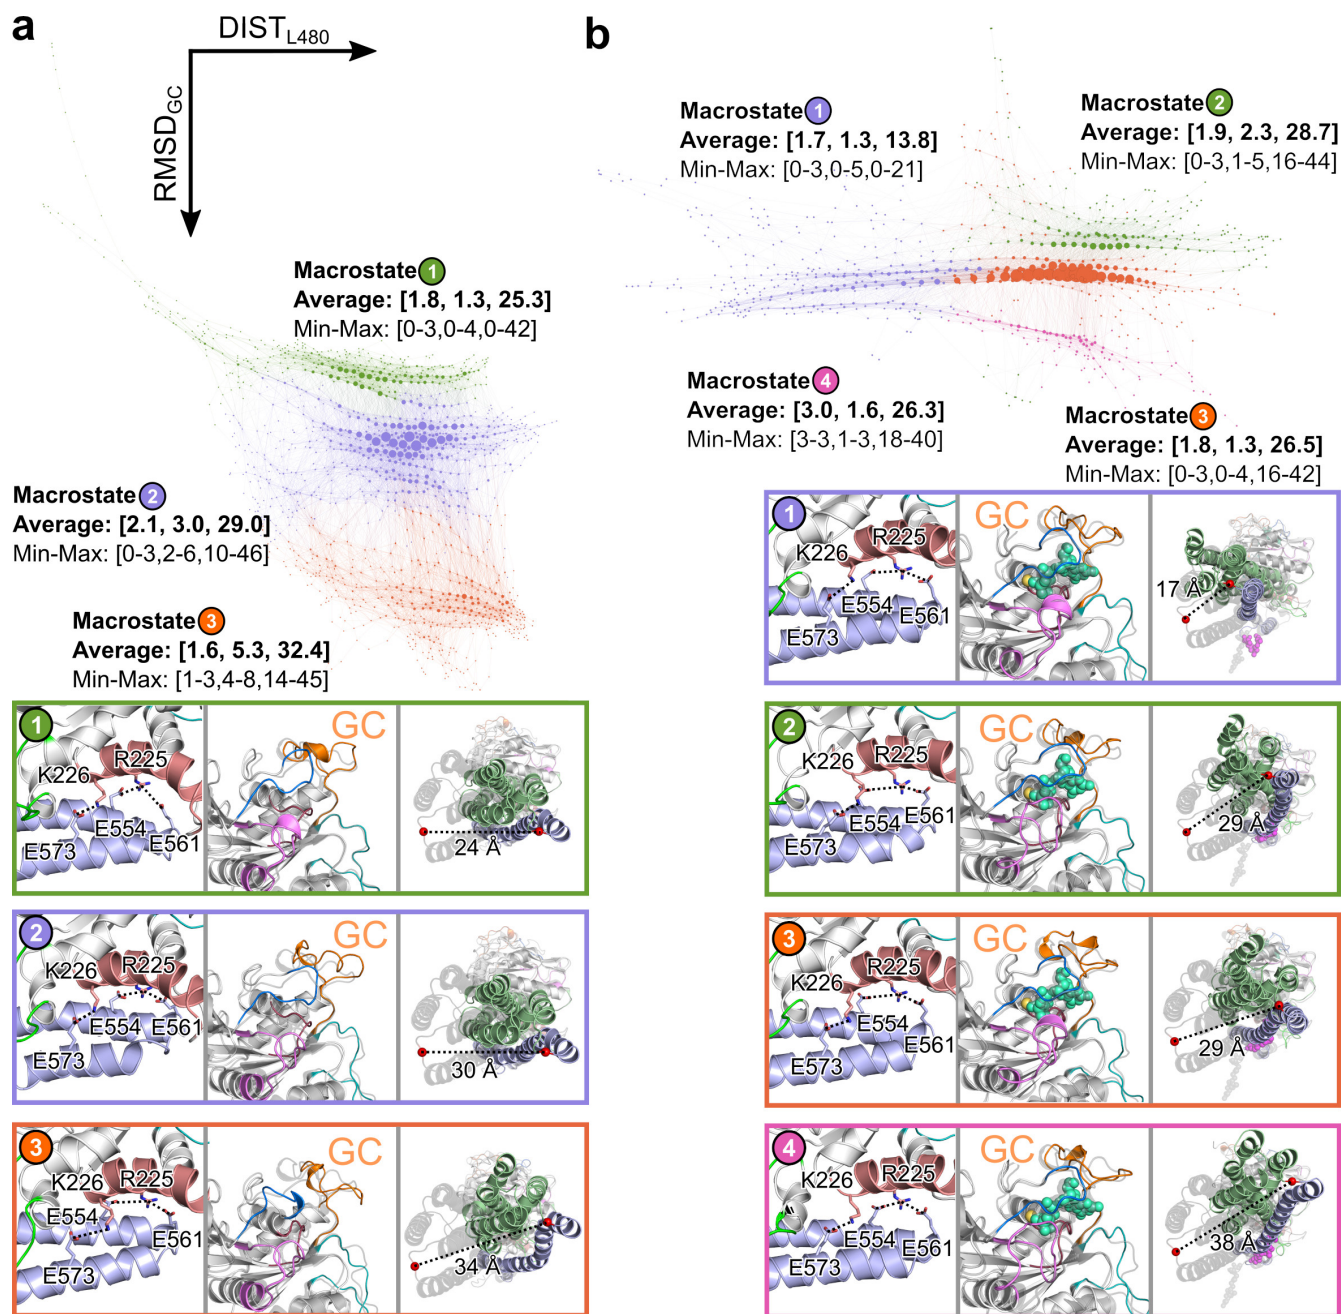 a
DIST L480
RMSD GC
Macrostate 1
Average: [1.8, 1.3, 25.3]
Min-Max: [0-3,0-4,0-42]
Macrostate 2
Average: [2.1, 3.0, 29.0]
Min-Max: [0-3,2-6,10-46]
Macrostate 3
Average: [1.6, 5.3, 32.4]
Min-Max: [1-3,4-8,14-45]
1
K226
R225
E554
E561
E573
GC
24 Å
2
K226
R225
E554
E561
E573
GC
30 Å
3
K226
R225
E554
E561
E573
GC
34 Å
b
Macrostate 1
Average: [1.7, 1.3, 13.8]
Min-Max: [0-3,0-5,0-21]
Macrostate 2
Average: [1.9, 2.3, 28.7]
Min-Max: [0-3,1-5,16-44]
Macrostate 4
Average: [3.0, 1.6, 26.3]
Min-Max: [3-3,1-3,18-40]
Macrostate 3
Average: [1.8, 1.3, 26.5]
Min-Max: [0-3,0-4,16-42]
1
K226
R225
E554
E561
E573
GC
17 Å
2
K226
R225
E554
E561
E573
GC
29 Å
3
K226
R225
E554
E561
E573
GC
29 Å
4
K226
R225
E554
E561
E573
GC
38 Å